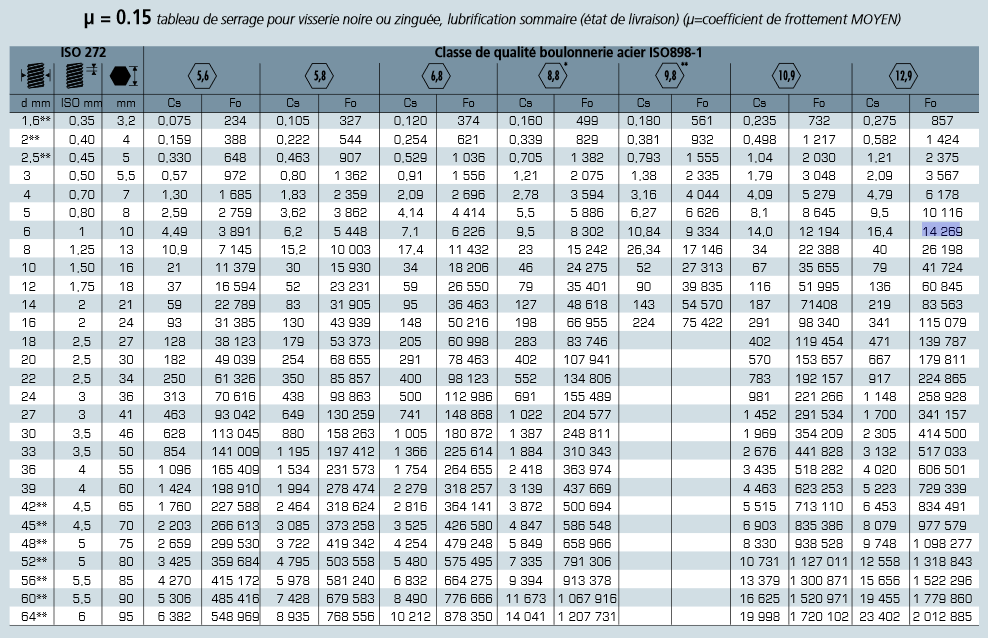 µ = 0.15 tableau de serrage pour visserie noire ou zinguée, lubrification sommaire (état de livraison) (µ=coefficient de frottement MOYEN)
ISO 272 Classe de qualité boulonnerie acier ISO898-1
5,6 5,8 6,8 8,8* 9,8** 10,9 12,9
d mm ISO mm mm Ca Fo Ca Fo Ca Fo Ca Fo Ca Fo Ca Fo Ca Fo
1,6** 0,35 3,2 0,075 234 0,105 327 0,120 374 0,160 499 0,180 561 0,235 732 0,275 857
2** 0,40 4 0,159 388 0,222 544 0,254 621 0,339 829 0,381 932 0,498 1 217 0,582 1 424
2,5** 0,45 5 0,330 648 0,463 907 0,529 1 036 0,705 1 382 0,793 1 555 1,04 2 030 1,21 2 375
3 0,50 5,5 0,57 972 0,80 1 362 0,91 1 556 1,21 2 075 1,38 2 335 1,79 3 048 2,09 3 567
4 0,70 7 1,30 1 685 1,83 2 359 2,09 2 696 2,78 3 594 3,16 4 044 4,09 5 279 4,79 6 178
5 0,80 8 2,59 2 759 3,62 3 862 4,14 4 414 5,5 5 886 6,27 6 626 8,1 8 645 9,5 10 116
6 1 10 4,49 3 891 6,2 5 448 7,1 6 226 9,5 8 302 10,84 9 334 14,0 12 194 16,4 14 269
8 1,25 13 10,9 7 145 15,2 10 003 17,4 11 432 23 15 242 26,34 17 146 34 22 388 40 26 198
10 1,50 16 21 11 379 30 15 930 34 18 206 46 24 275 52 27 313 67 35 655 79 41 724
12 1,75 18 37 16 594 52 23 231 59 26 550 79 35 401 90 39 835 116 51 995 136 60 845
14 2 21 59 22 789 83 31 905 95 36 463 127 48 618 143 54 570 187 71408 219 83 563
16 2 24 93 31 385 130 43 939 148 50 216 198 66 955 224 75 422 291 98 340 341 115 079
18 2,5 27 128 38 123 179 53 373 205 60 998 283 83 746 402 119 454 471 139 787
20 2,5 30 182 49 039 254 68 655 291 78 463 402 107 941 570 153 657 667 179 811
22 2,5 34 250 61 326 350 85 857 400 98 123 552 134 806 783 192 157 917 224 865
24 3 36 313 70 616 438 98 863 500 112 986 691 155 489 981 221 266 1 148 258 928
27 3 41 463 93 042 649 130 259 741 148 868 1 022 204 577 1 452 291 534 1 700 341 157
30 3,5 46 628 113 045 880 158 263 1 005 180 872 1 387 248 811 1 969 354 209 2 305 414 500
33 3,5 50 854 141 009 1 195 197 412 1 366 225 614 1 884 310 343 2 676 441 828 3 132 517 033
36 4 55 1 096 165 409 1 534 231 573 1 754 264 655 2 418 363 974 3 435 518 282 4 020 606 501
39 4 60 1 424 198 910 1 994 278 474 2 279 318 257 3 139 437 669 4 463 623 253 5 223 729 339
42** 4,5 65 1 760 227 588 2 464 318 624 2 816 364 141 3 872 500 694 5 515 713 110 6 453 834 491
45** 4,5 70 2 203 266 613 3 085 373 258 3 525 426 580 4 847 586 548 6 903 835 386 8 079 977 579
48** 5 75 2 659 299 530 3 722 419 342 4 254 479 248 5 849 658 966 8 330 938 528 9 748 1 098 277
52** 5 80 3 425 359 684 4 795 503 558 5 480 575 495 7 335 791 306 10 731 1 127 011 12 558 1 318 843
56** 5,5 85 4 270 415 172 5 978 581 240 6 832 664 275 9 394 913 378 13 379 1 300 871 15 656 1 522 296
60** 5,5 90 5 306 485 416 7 428 679 583 8 490 776 666 11 673 1 067 916 16 625 1 520 971 19 455 1 779 860
64** 6 95 6 382 548 969 8 935 768 556 10 212 878 350 14 041 1 207 731 19 998 1 720 102 23 402 2 012 885